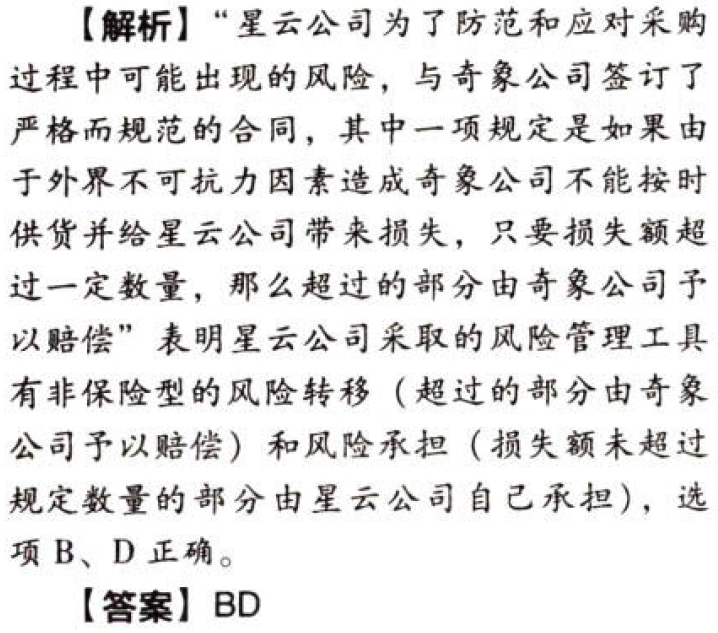 【解析】“星云公司为了防范和应对采购
过程中可能出现的风险，与奇象公司签订了
严格而规范的合同，其中一项规定是如果由
于外界不可抗力因素造成奇象公司不能按时
供货并给星云公司带来损失，只要损失额超
过一定数量，那么超过的部分由奇象公司予
以赔偿”表明星云公司采取的风险管理工具
有非保险型的风险转移（超过的部分由奇象
公司予以赔偿）和风险承担（损失额未超过
规定数量的部分由星云公司自己承担），选
项 B、D 正确。
【答案】BD